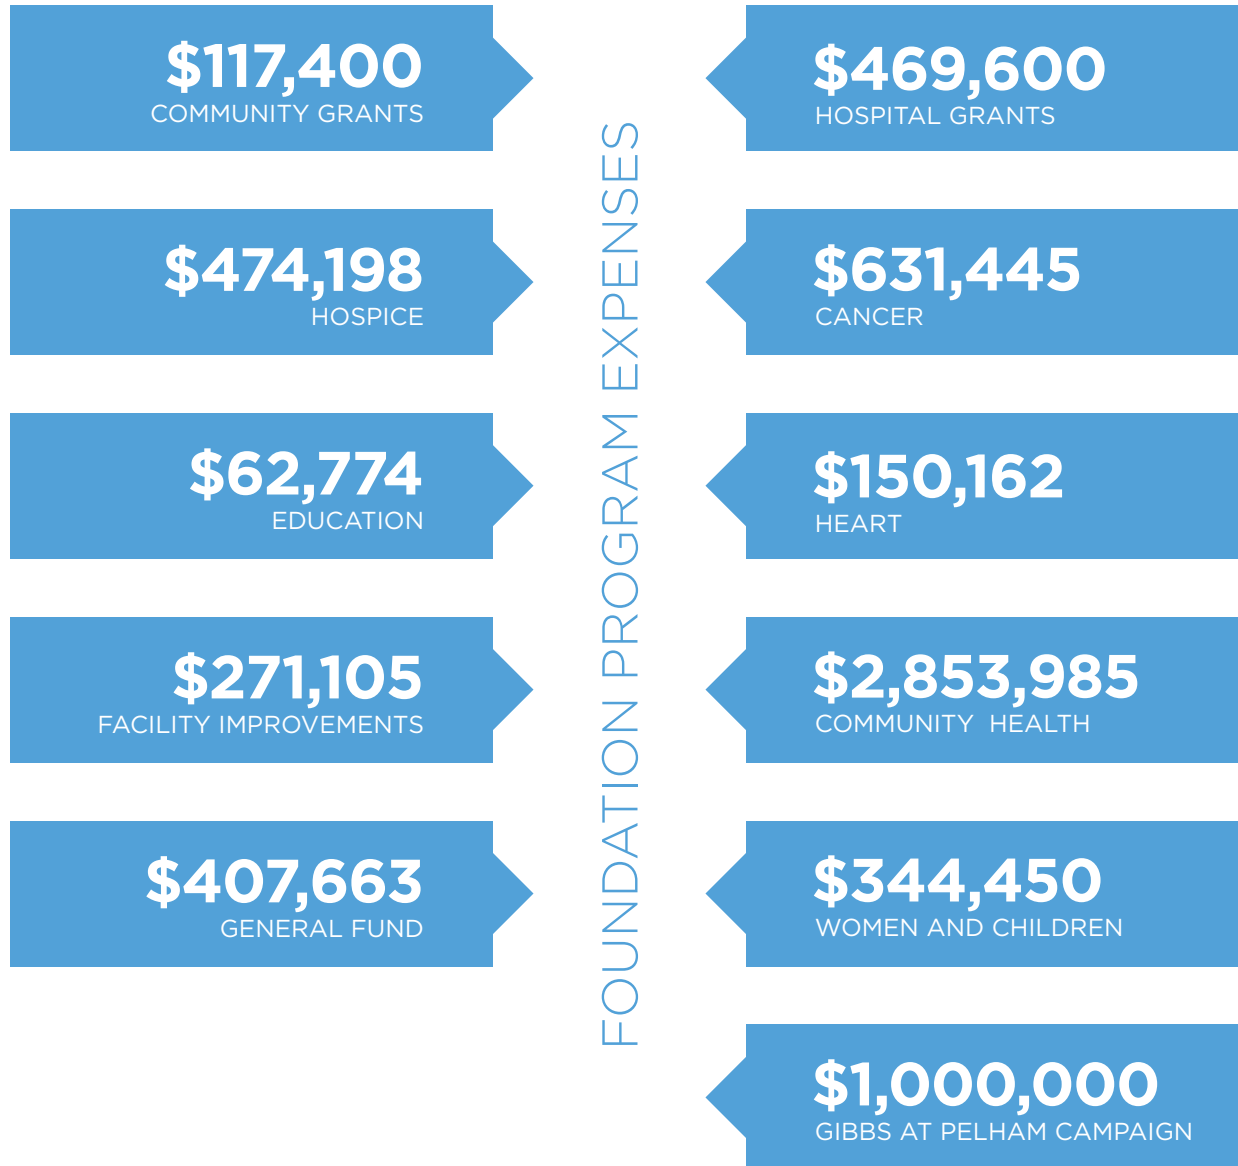 $117,400
COMMUNITY GRANTS
$474,198
HOSPICE
$62,774
EDUCATION
$271,105
FACILITY IMPROVEMENTS
$407,663
GENERAL FUND
FOUNDATION PROGRAM EXPENSES
$469,600
HOSPITAL GRANTS
$631,445
CANCER
$150,162
HEART
$2,853,985
COMMUNITY HEALTH
$344,450
WOMEN AND CHILDREN
$1,000,000
GIBBS AT PELHAM CAMPAIGN